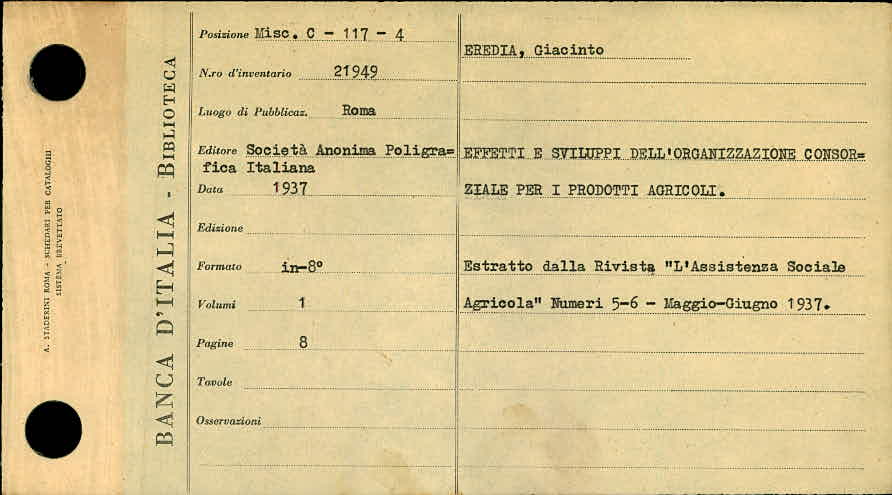 A. STADERINI ROMA - SCHEDARI PER CATALOGHI
SISTEMA BREVETTATO
BANCA D'ITALIA - BIBLIOTECA
Posizione Misc. C - 117 - 4
N.ro d'inventario 21949
Luogo di Pubblicaz. Roma
Editore Società Anonima Poligra=
fica Italiana
Data 1937
Edizione
Formato in-8°
Volumi 1
Pagine 8
Tavole
Osservazioni
EREDIA, Giacinto
EFFETTI E SVILUPPI DELL'ORGANIZZAZIONE CONSOR=
ZIALE PER I PRODOTTI AGRICOLI.
Estratto dalla Rivista "L'Assistenza Sociale
Agricola" Numeri 5-6 - Maggio-Giugno 1937.